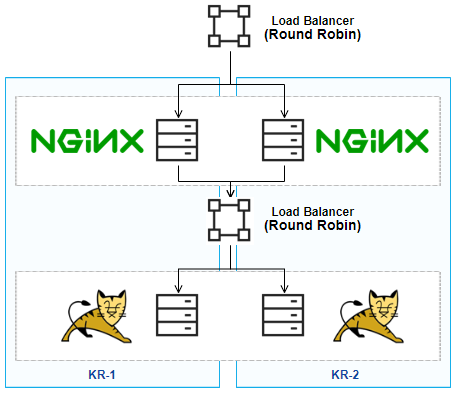 Load Balancer
(Round Robin)
NGINX
NGINX
Load Balancer
(Round Robin)
KR-1
KR-2